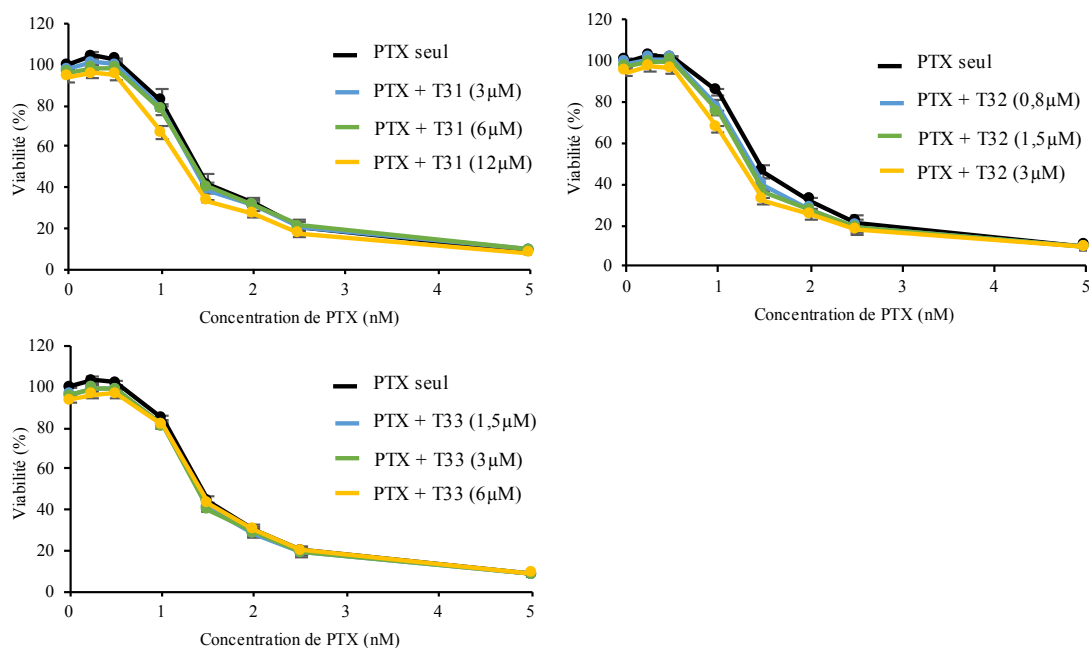 120
100
80
60
40
20
0
Viabilité (%)
PTX seul
PTX + T31 (3µM)
PTX + T31 (6µM)
PTX + T31 (12µM)
0 1 2 3 4 5
Concentration de PTX (nM)
120
100
80
60
40
20
0
Viabilité (%)
PTX seul
PTX + T32 (0,8µM)
PTX + T32 (1,5µM)
PTX + T32 (3µM)
0 1 2 3 4 5
Concentration de PTX (nM)
120
100
80
60
40
20
0
Viabilité (%)
PTX seul
PTX + T33 (1,5µM)
PTX + T33 (3µM)
PTX + T33 (6µM)
0 1 2 3 4 5
Concentration de PTX (nM)